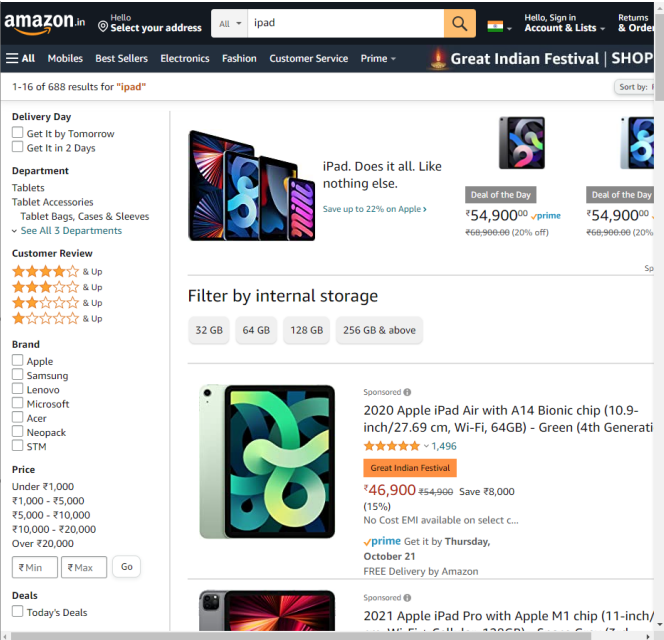 amazon.in
Hello
Select your address
All
ipad
Hello, Sign in
Account & Lists
Returns
& Order
All
Mobiles
Best Sellers
Electronics
Fashion
Customer Service
Prime
Great Indian Festival | SHOP
1-16 of 688 results for "ipad"
Sort by:
Delivery Day
Get It by Tomorrow
Get It in 2 Days
Department
Tablets
Tablet Accessories
Tablet Bags, Cases & Sleeves
See All 3 Departments
Customer Review
& Up
& Up
& Up
& Up
Brand
Apple
Samsung
Lenovo
Microsoft
Acer
Neopack
STM
Price
Under ₹1,000
₹1,000 - ₹5,000
₹5,000 - ₹10,000
₹10,000 - ₹20,000
Over ₹20,000
₹ Min
₹ Max
Go
Deals
Today's Deals
iPad. Does it all. Like
nothing else.
Save up to 22% on Apple ›
Deal of the Day
₹54,90000 prime
₹68,900.00 (20% off)
Deal of the Day
₹54,90000
₹68,900.00 (20%
Sp
Filter by internal storage
32 GB
64 GB
128 GB
256 GB & above
Sponsored
2020 Apple iPad Air with A14 Bionic chip (10.9-
inch/27.69 cm, Wi-Fi, 64GB) - Green (4th Generati
1,496
Great Indian Festival
₹46,900 ₹54,900 Save ₹8,000
(15%)
No Cost EMI available on select c...
prime Get it by Thursday,
October 21
FREE Delivery by Amazon
Sponsored
2021 Apple iPad Pro with Apple M1 chip (11-inch/